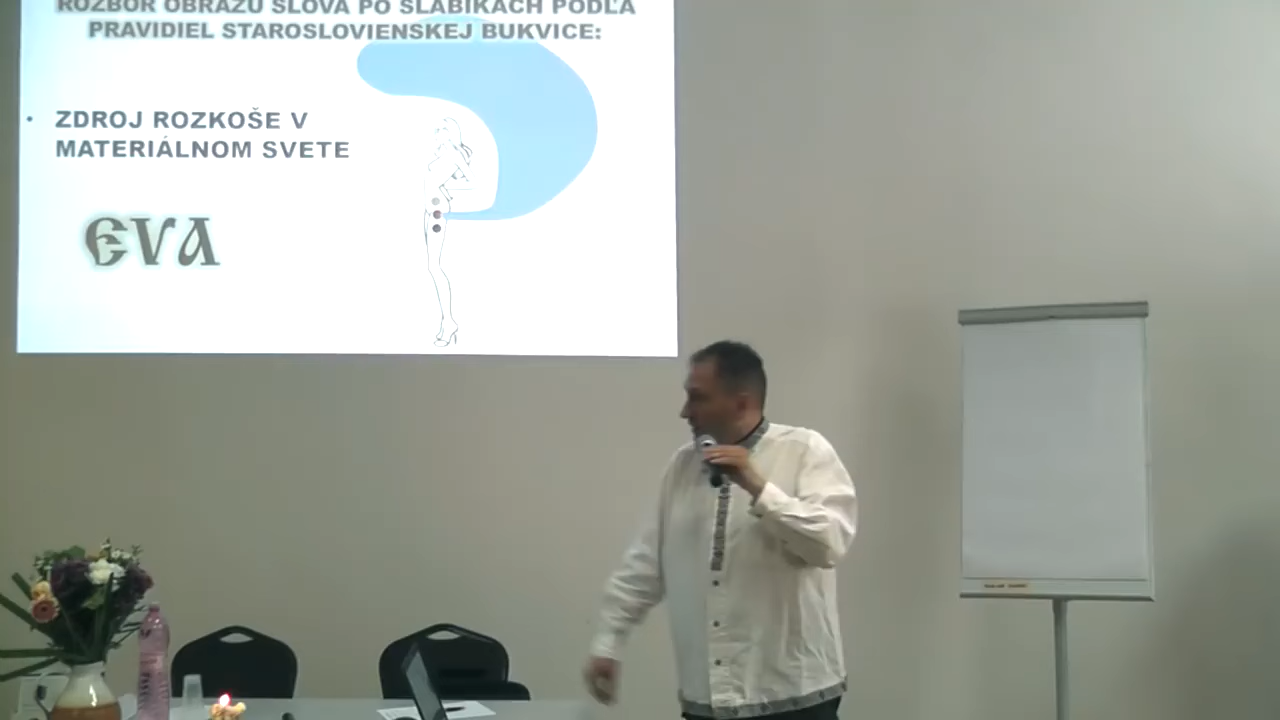 ROZBOR OBRAZU SLOVA PO SLABIKÁCH PODĽA
PRAVIDIEL STAROSLOVIENSKEJ BUKVICE:
• ZDROJ ROZKOŠE V
MATERIÁLNOM SVETE
EVA